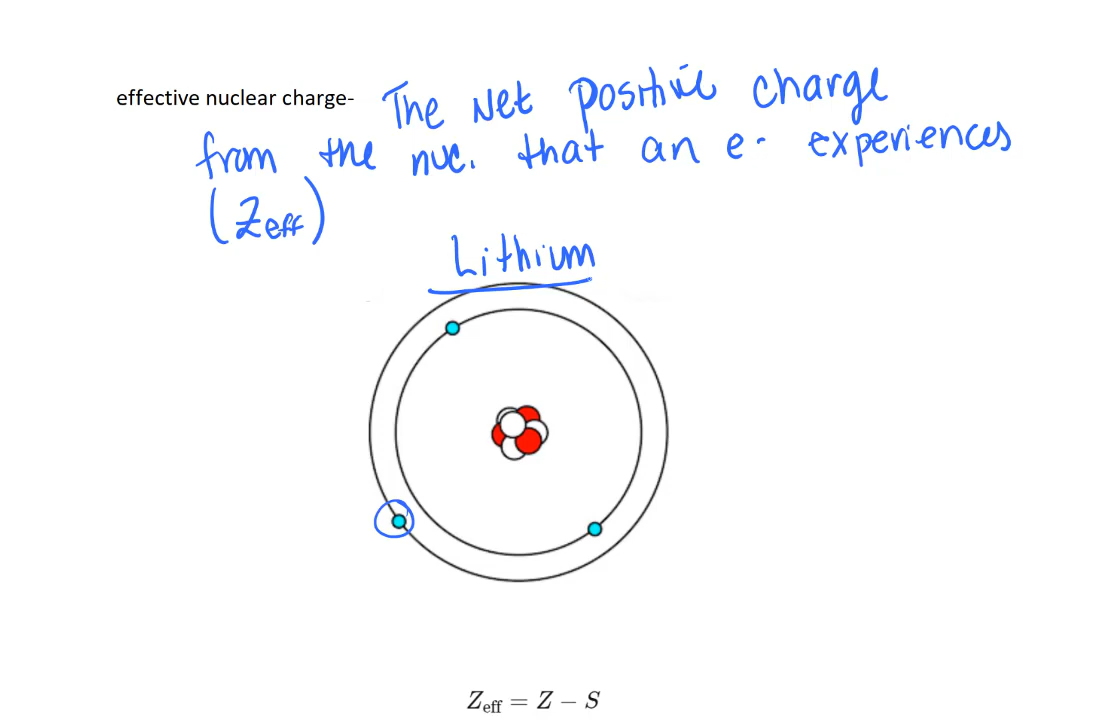 effective nuclear charge- The Net positive charge
from the nuc. that an e- experiences
(Zeff)
Lithium
Zeff = Z − S